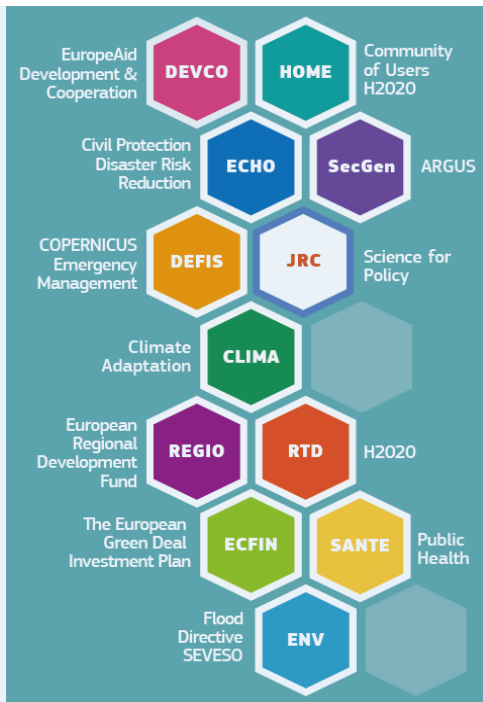 EuropeAid
Development &
Cooperation
DEVCO
HOME
Community
of Users
H2020
Civil Protection
Disaster Risk
Reduction
ECHO
SecGen
ARGUS
COPERNICUS
Emergency
Management
DEFIS
JRC
Science for
Policy
Climate
Adaptation
CLIMA
European
Regional
Development
Fund
REGIO
RTD
H2020
The European
Green Deal
Investment Plan
ECFIN
SANTE
Public
Health
Flood
Directive
SEVESO
ENV